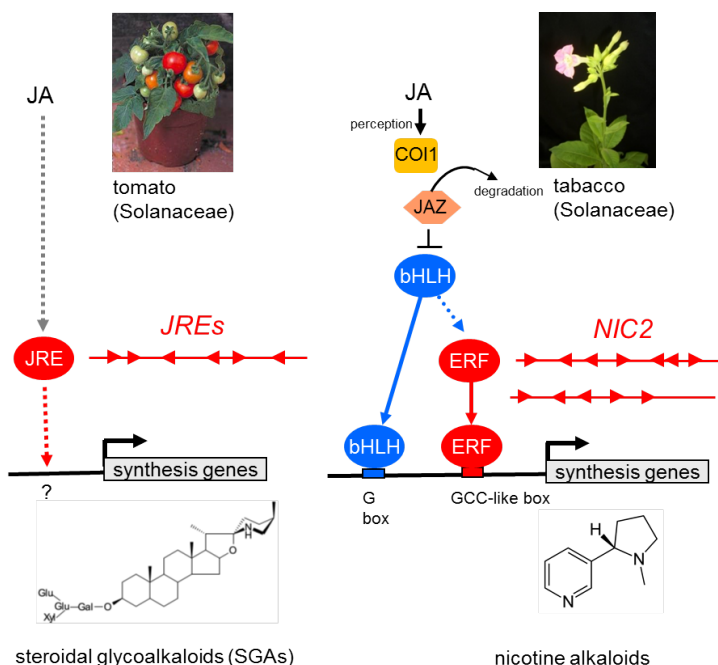 JA
tomato
(Solanaceae)
JREs
JRE
synthesis genes
?
Glu
Glu
Gal
O
Xyl
O
H
N
steroidal glycoalkaloids (SGAs)
JA
perception
COI1
JAZ
degradation
tabacco
(Solanaceae)
bHLH
NIC2
ERF
bHLH
ERF
synthesis genes
G
box
GCC-like box
H
N
N
nicotine alkaloids